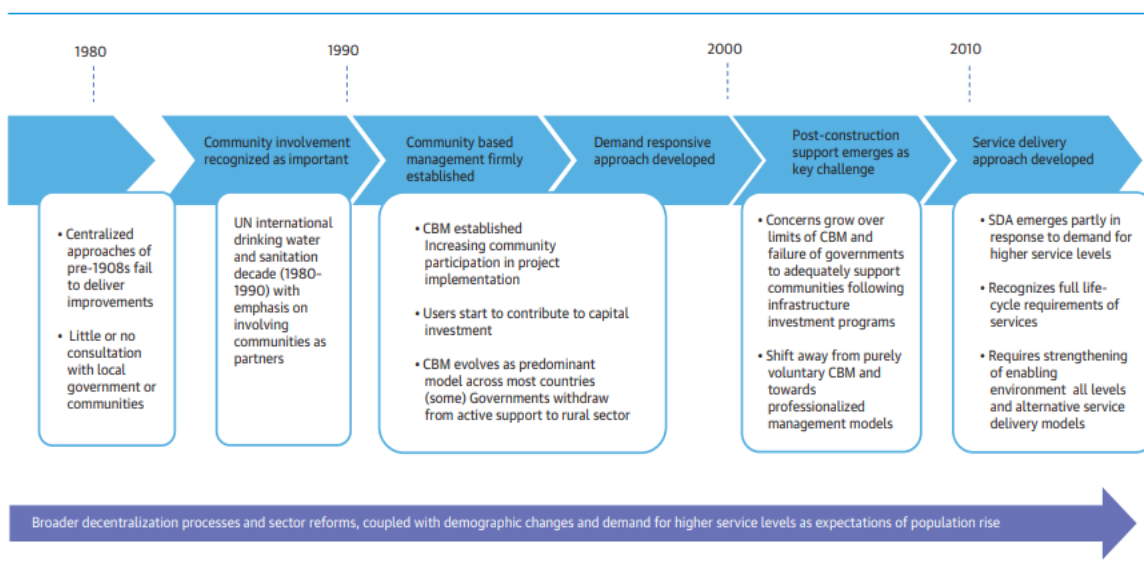 1980
1990
2000
2010
Community involvement
recognized as important
Community based
management firmly
established
Demand responsive
approach developed
Post-construction
support emerges as
key challenge
Service delivery
approach developed
• Centralized
approaches of
pre-1908s fail
to deliver
improvements
• Little or no
consultation
with local
government or
communities
UN international
drinking water
and sanitation
decade (1980–
1990) with
emphasis on
involving
communities as
partners
• CBM established
Increasing community
participation in project
implementation
• Users start to contribute to capital
investment
• CBM evolves as predominant
model across most countries
(some) Governments withdraw
from active support to rural sector
• Concerns grow over
limits of CBM and
failure of governments
to adequately support
communities following
infrastructure
investment programs
• Shift away from purely
voluntary CBM and
towards
professionalized
management models
• SDA emerges partly in
response to demand for
higher service levels
• Recognizes full life-
cycle requirements of
services
• Requires strengthening
of enabling
environment all levels
and alternative service
delivery models
Broader decentralization processes and sector reforms, coupled with demographic changes and demand for higher service levels as expectations of population rise